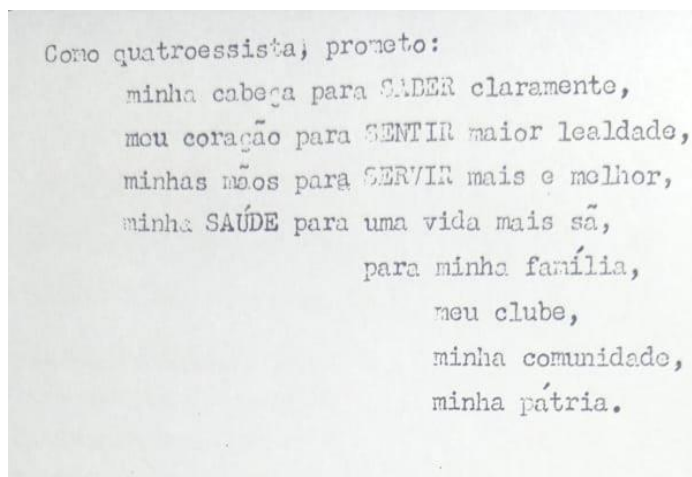 Como quatroessista, prometo:
minha cabeça para SABER claramente,
meu coração para SENTIR maior lealdade,
minhas mãos para SERVIR mais e melhor,
minha SAÚDE para uma vida mais sã,
para minha família,
meu clube,
minha comunidade,
minha pátria.